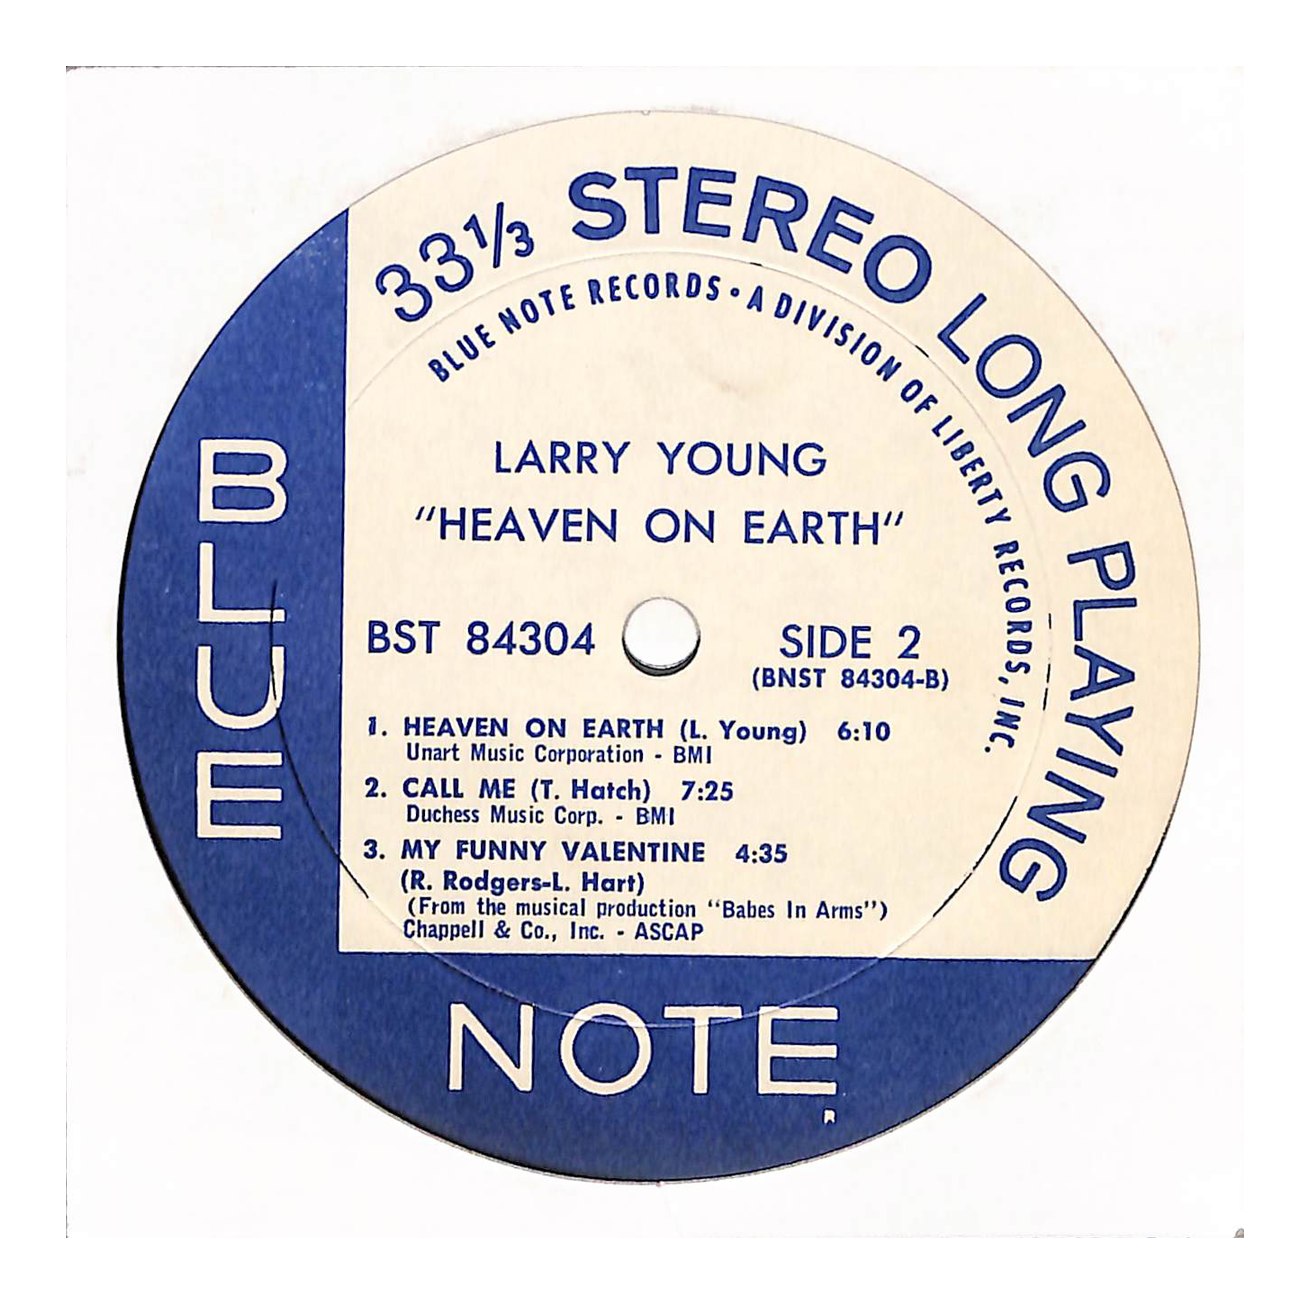 33⅓ STEREO LONG PLAYING
BLUE NOTE RECORDS • A DIVISION OF LIBERTY RECORDS, INC.
LARRY YOUNG
"HEAVEN ON EARTH"
BST 84304
SIDE 2
(BNST 84304-B)
1. HEAVEN ON EARTH (L. Young) 6:10
Unart Music Corporation - BMI
2. CALL ME (T. Hatch) 7:25
Duchess Music Corp. - BMI
3. MY FUNNY VALENTINE 4:35
(R. Rodgers-L. Hart)
(From the musical production "Babes In Arms")
Chappell & Co., Inc. - ASCAP
BLUE
NOTE
R